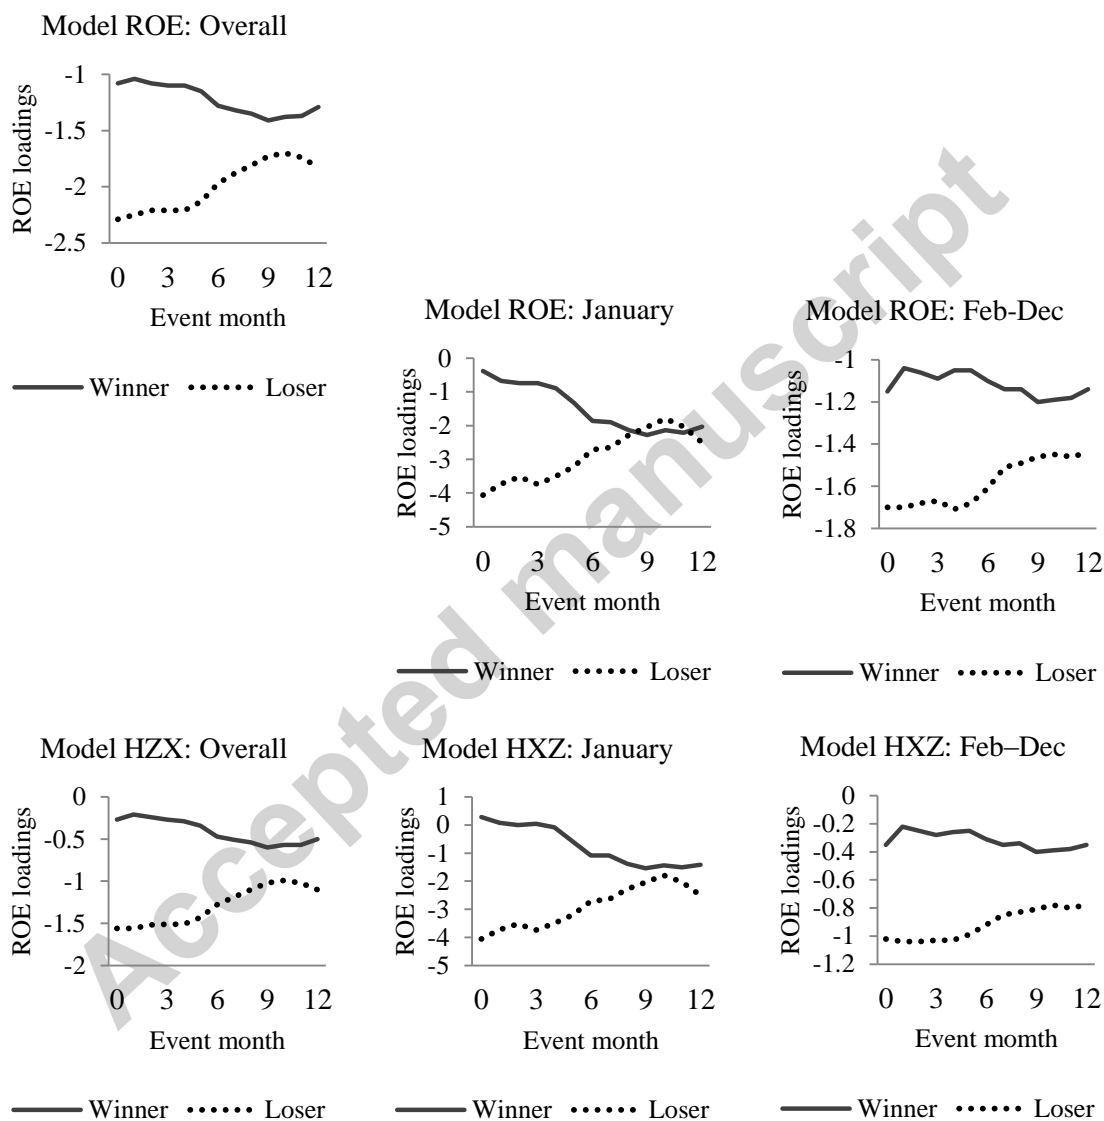 Model ROE: Overall
ROE loadings
-1
-1.5
-2
-2.5
0 3 6 9 12
Event month
Winner Loser
Model ROE: January
ROE loadings
0
-1
-2
-3
-4
-5
0 3 6 9 12
Event month
Winner Loser
Model ROE: Feb-Dec
ROE loadings
-1
-1.2
-1.4
-1.6
-1.8
0 3 6 9 12
Event month
Winner Loser
Model HZX: Overall
ROE loadings
0
-0.5
-1
-1.5
-2
0 3 6 9 12
Event month
Winner Loser
Model HXZ: January
ROE loadings
1
0
-1
-2
-3
-4
-5
0 3 6 9 12
Event month
Winner Loser
Model HXZ: Feb–Dec
ROE loadings
0
-0.2
-0.4
-0.6
-0.8
-1
-1.2
0 3 6 9 12
Event momth
Winner Loser
Accepted manuscript